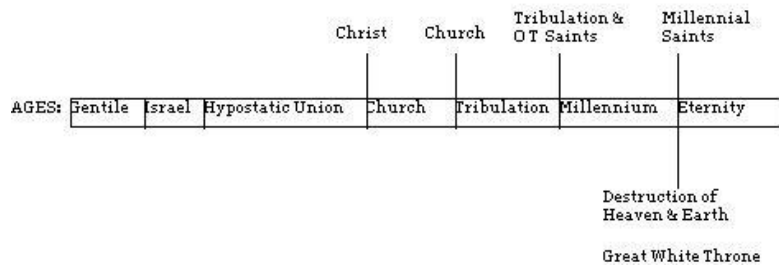 Tribulation & Millennial
Christ Church OT Saints Saints
AGES: Gentile Israel Hypostatic Union Church Tribulation Millennium Eternity
Destruction of
Heaven & Earth
Great White Throne